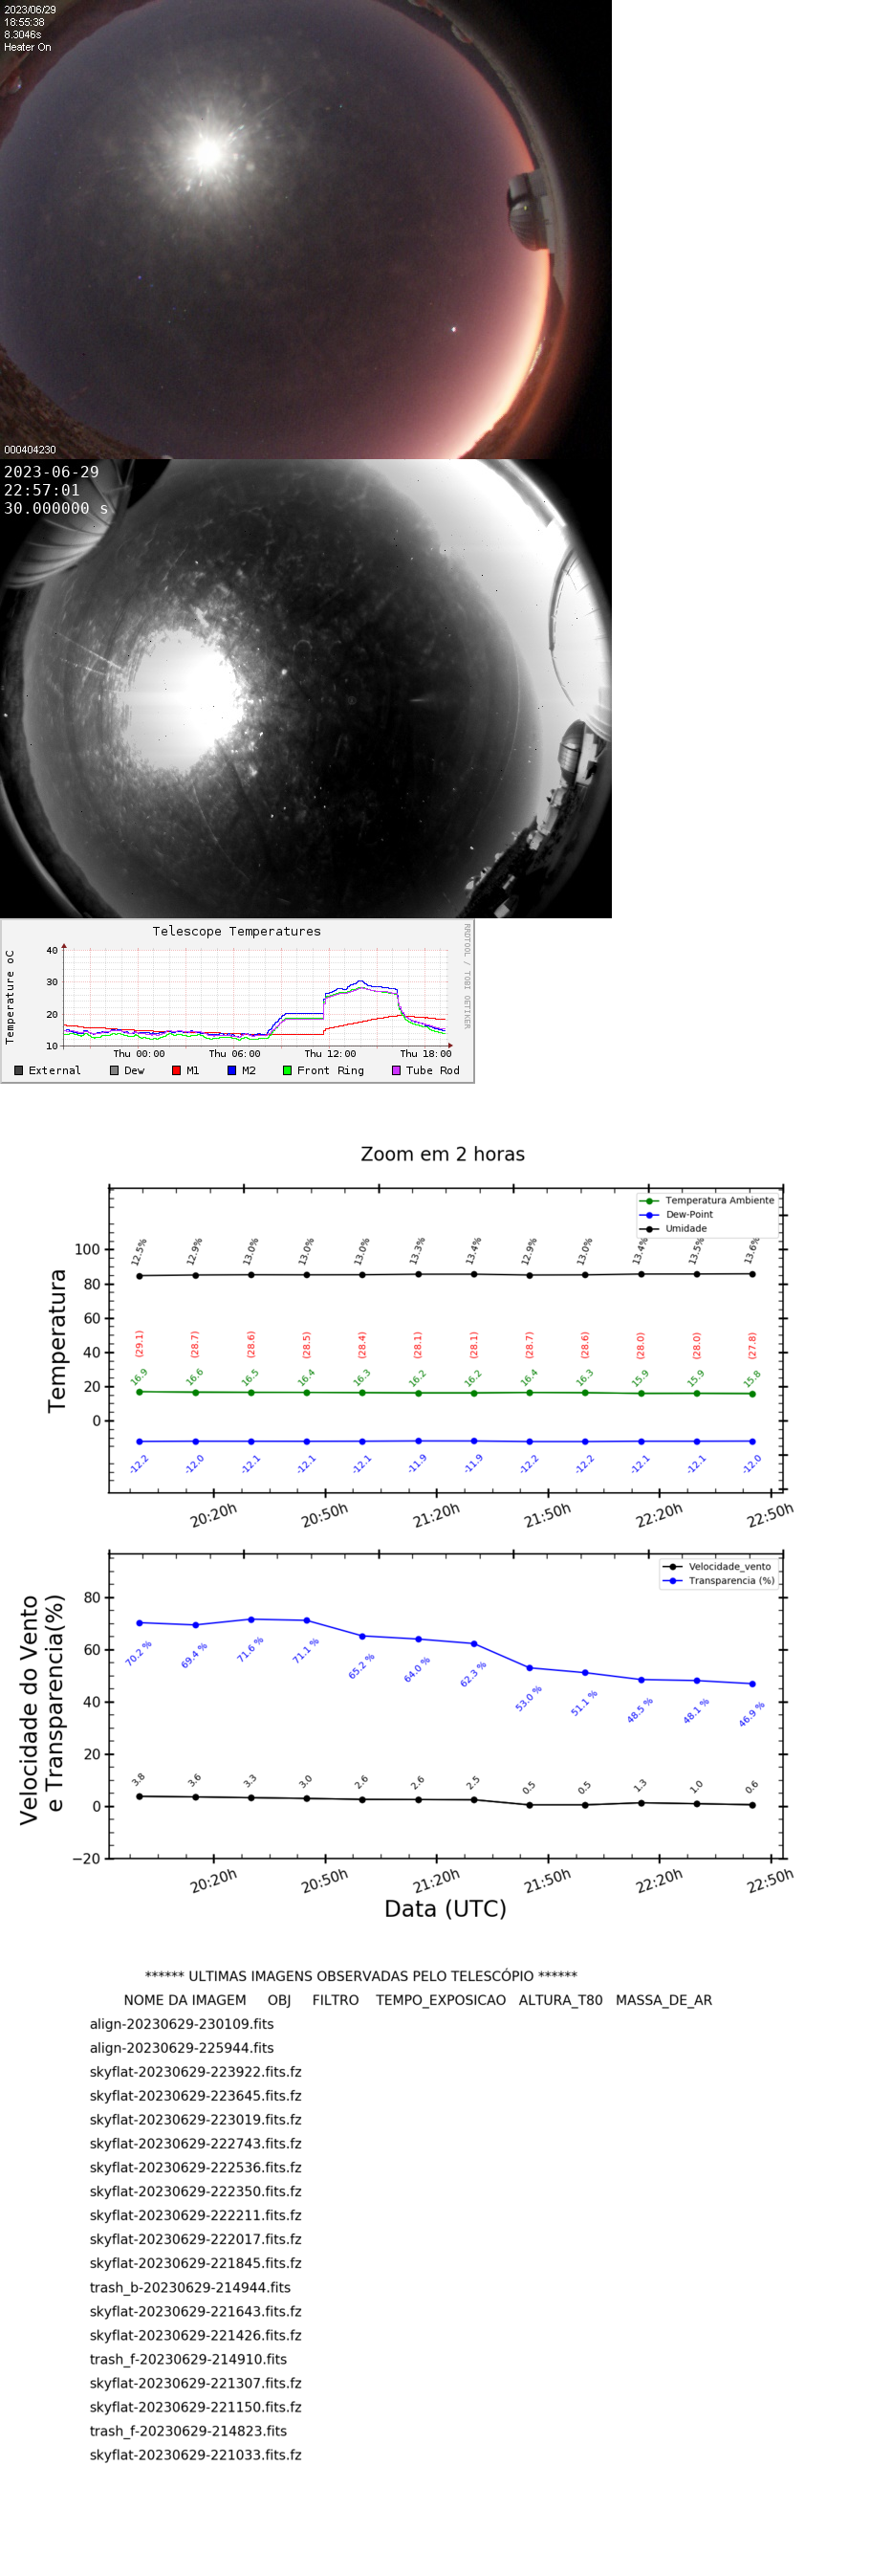 2023/06/29
18:55:38
8.3046s
Heater On
000404230
2023-06-29
22:57:01
30.000000 s
Telescope Temperatures
RRDTOOL / TOBI OETIKER
Temperature oC
40
30
20
10
Thu 00:00 Thu 06:00 Thu 12:00 Thu 18:00
External Dew M1 M2 Front Ring Tube Rod
Zoom em 2 horas
Temperatura Ambiente
Dew-Point
Umidade
Temperatura
100
80
60
40
20
0
12.5% 12.9% 13.0% 13.0% 13.0% 13.3% 13.4% 12.9% 13.0% 13.4% 13.5% 13.6%
(29.1) (28.7) (28.6) (28.5) (28.4) (28.1) (28.1) (28.7) (28.6) (28.0) (28.0) (27.8)
16.9 16.6 16.5 16.4 16.3 16.2 16.2 16.4 16.3 15.9 15.9 15.8
-12.2 -12.0 -12.1 -12.1 -12.1 -11.9 -11.9 -12.2 -12.2 -12.1 -12.1 -12.0
20:20h 20:50h 21:20h 21:50h 22:20h 22:50h
Velocidade_vento
Transparencia (%)
Velocidade do Vento
e Transparencia(%)
80
60
40
20
0
−20
70.2 % 69.4 % 71.6 % 71.1 % 65.2 % 64.0 % 62.3 % 53.0 % 51.1 % 48.5 % 48.1 % 46.9 %
3.8 3.6 3.3 3.0 2.6 2.6 2.5 0.5 0.5 1.3 1.0 0.6
20:20h 20:50h 21:20h 21:50h 22:20h 22:50h
Data (UTC)
****** ULTIMAS IMAGENS OBSERVADAS PELO TELESCÓPIO ******
NOME DA IMAGEM OBJ FILTRO TEMPO_EXPOSICAO ALTURA_T80 MASSA_DE_AR
align-20230629-230109.fits
align-20230629-225944.fits
skyflat-20230629-223922.fits.fz
skyflat-20230629-223645.fits.fz
skyflat-20230629-223019.fits.fz
skyflat-20230629-222743.fits.fz
skyflat-20230629-222536.fits.fz
skyflat-20230629-222350.fits.fz
skyflat-20230629-222211.fits.fz
skyflat-20230629-222017.fits.fz
skyflat-20230629-221845.fits.fz
trash_b-20230629-214944.fits
skyflat-20230629-221643.fits.fz
skyflat-20230629-221426.fits.fz
trash_f-20230629-214910.fits
skyflat-20230629-221307.fits.fz
skyflat-20230629-221150.fits.fz
trash_f-20230629-214823.fits
skyflat-20230629-221033.fits.fz